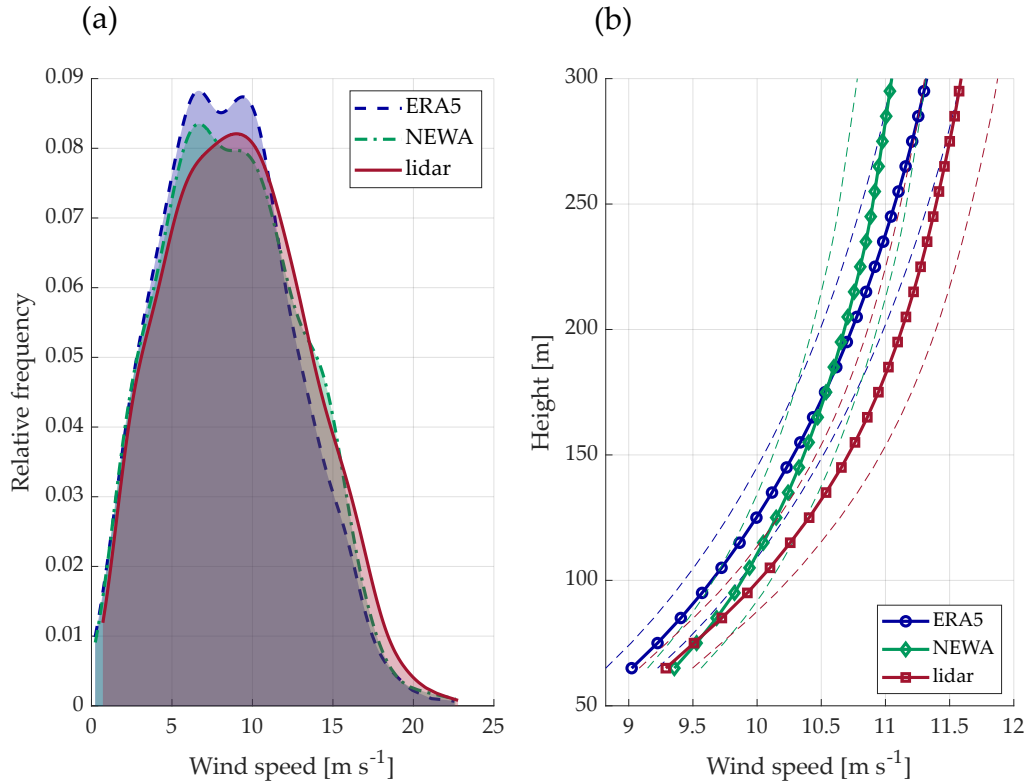 (a)
(b)
Relative frequency
0.09
0.08
0.07
0.06
0.05
0.04
0.03
0.02
0.01
0
0
5
10
15
20
25
Wind speed [m s⁻¹]
ERA5
NEWA
lidar
Height [m]
300
250
200
150
100
50
9
9.5
10
10.5
11
11.5
12
Wind speed [m s⁻¹]
ERA5
NEWA
lidar